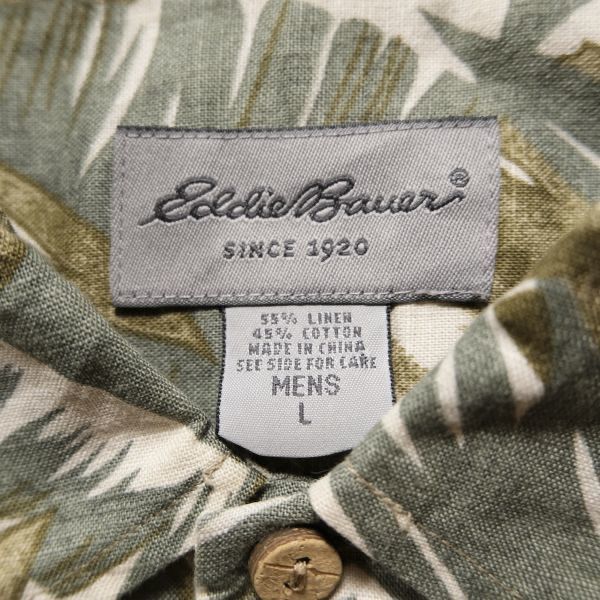 Eddie Bauer®
SINCE 1920
55% LINEN
45% COTTON
MADE IN CHINA
SEE SIDE FOR CARE
MENS
L